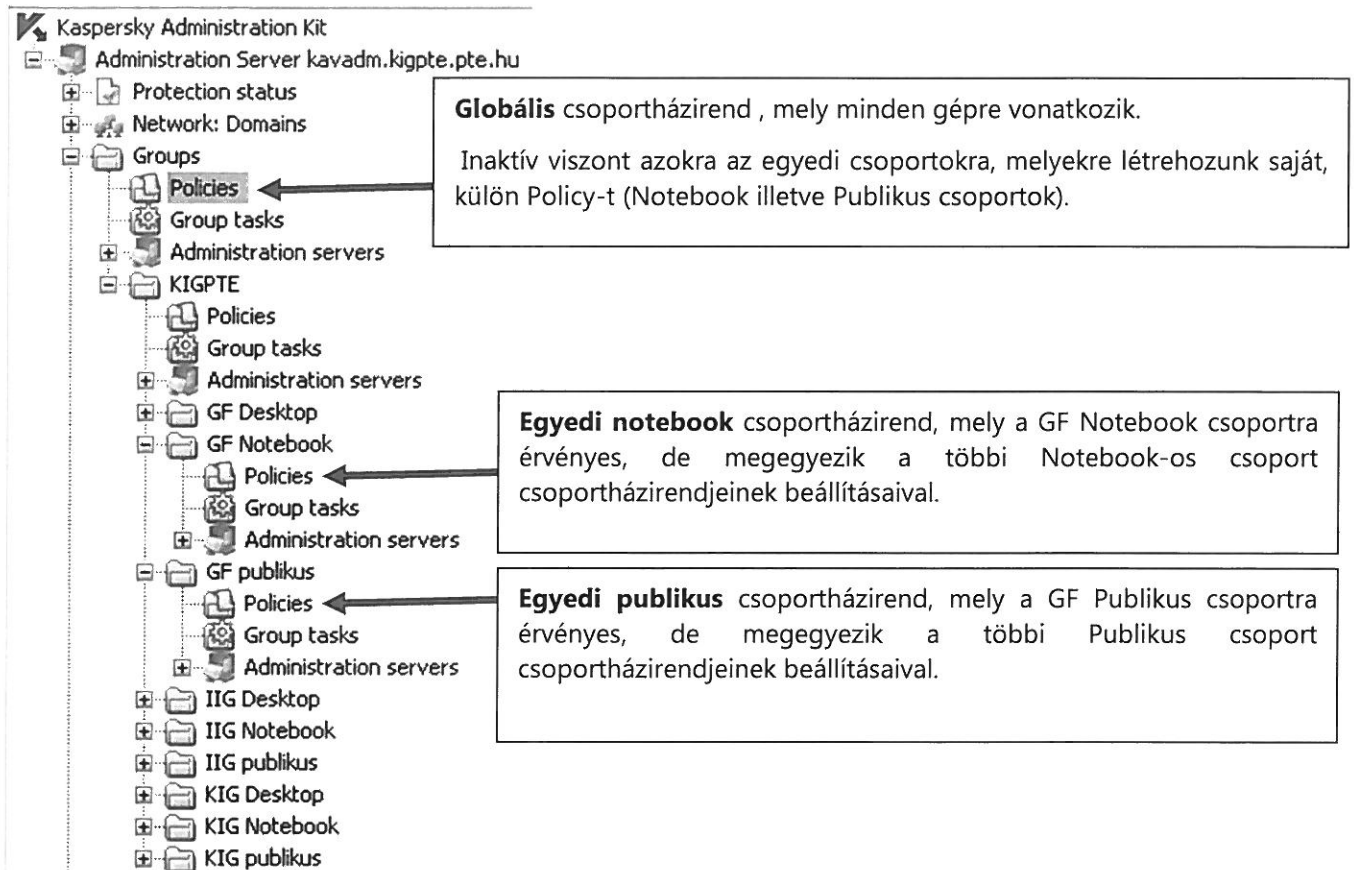 Kaspersky Administration Kit
Administration Server kavadm.kigpte.pte.hu
Protection status
Network: Domains
Groups
Policies
Group tasks
Administration servers
KIGPTE
Policies
Group tasks
Administration servers
GF Desktop
GF Notebook
Policies
Group tasks
Administration servers
GF publikus
Policies
Group tasks
Administration servers
IIG Desktop
IIG Notebook
IIG publikus
KIG Desktop
KIG Notebook
KIG publikus
Globális csoportházirend , mely minden gépre vonatkozik.
Inaktív viszont azokra az egyedi csoportokra, melyekre létrehozunk saját,
külön Policy-t (Notebook illetve Publikus csoportok).
Egyedi notebook csoportházirend, mely a GF Notebook csoportra
érvényes, de megegyezik a többi Notebook-os csoport
csoportházirendjeinek beállításaival.
Egyedi publikus csoportházirend, mely a GF Publikus csoportra
érvényes, de megegyezik a többi Publikus csoport
csoportházirendjeinek beállításaival.